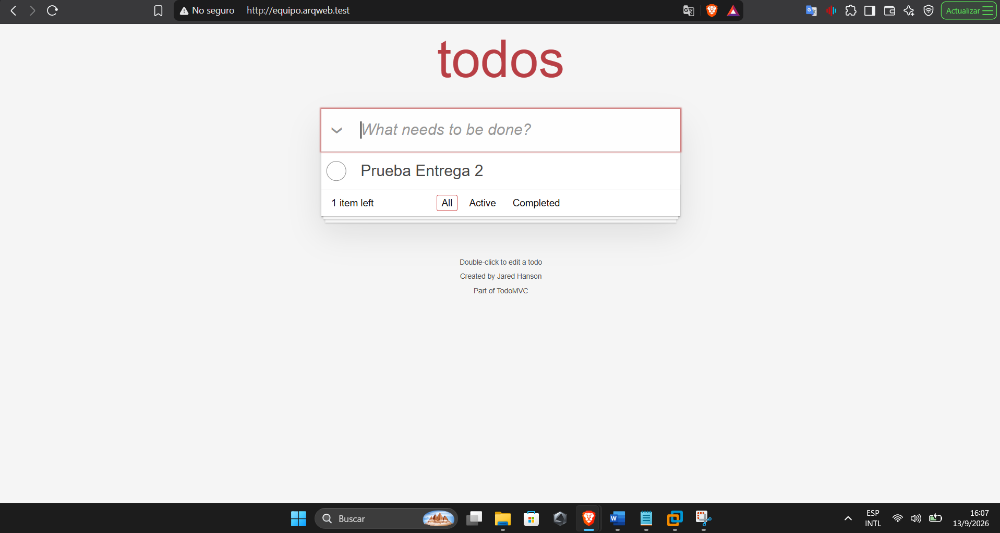 No seguro http://equipo.arqweb.test
Actualizar
todos
What needs to be done?
Prueba Entrega 2
1 item left All Active Completed
Double-click to edit a todo
Created by Jared Hanson
Part of TodoMVC
Buscar
ESP
INTL
16:07
13/9/2026